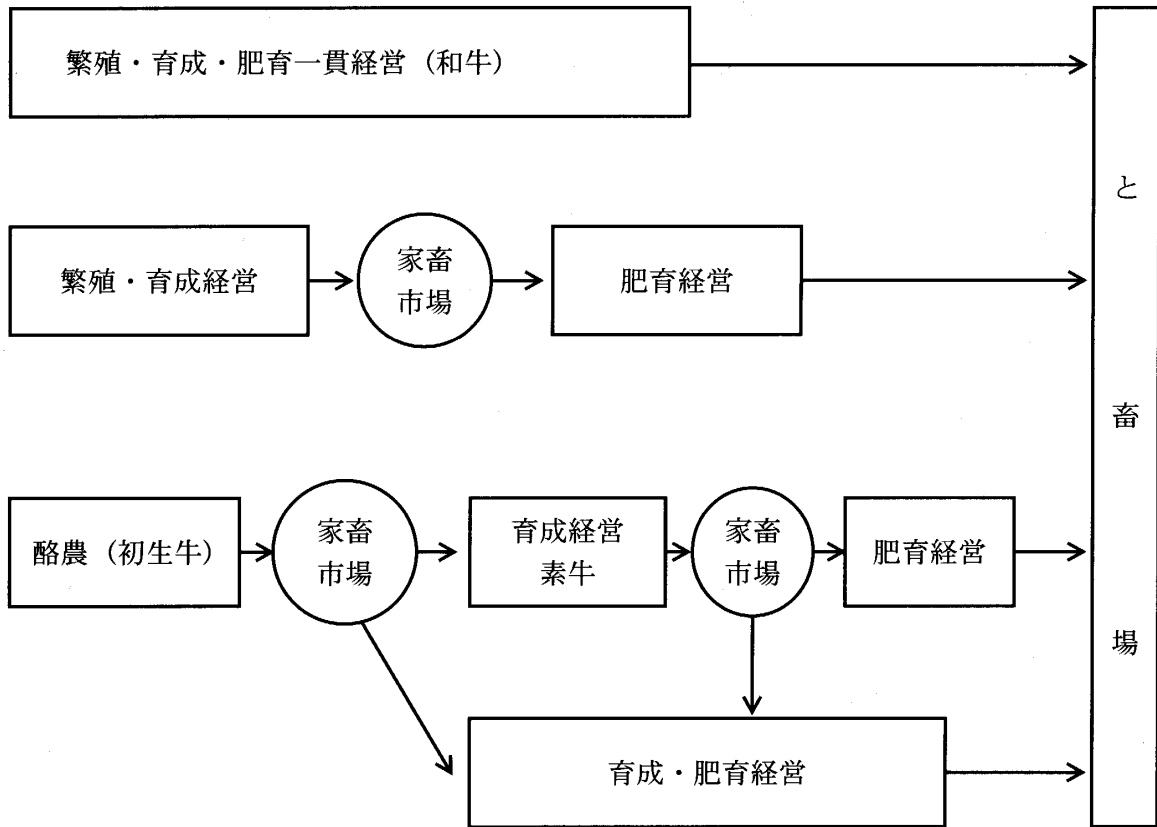 繁殖・育成・肥育一貫経営（和牛）
繁殖・育成経営
家畜
市場
肥育経営
酪農（初生牛）
家畜
市場
育成経営
素牛
家畜
市場
肥育経営
育成・肥育経営
と畜場